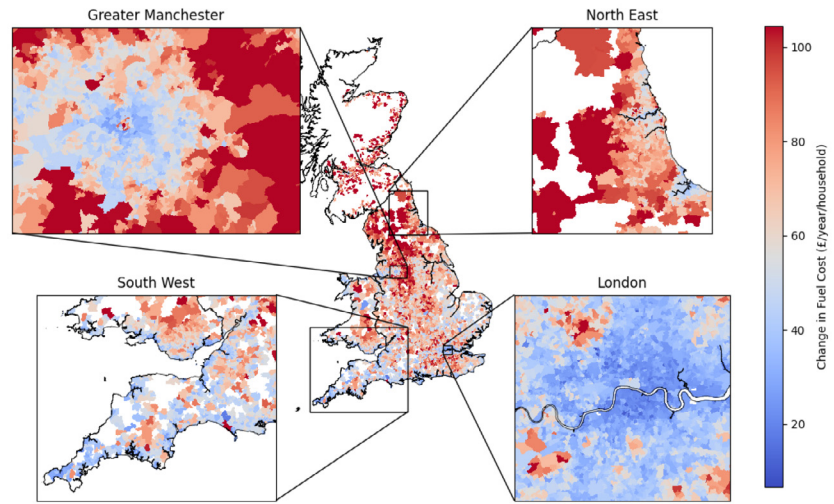 Greater Manchester
North East
South West
London
100
80
60
40
20
Change in Fuel Cost (£/year/household)